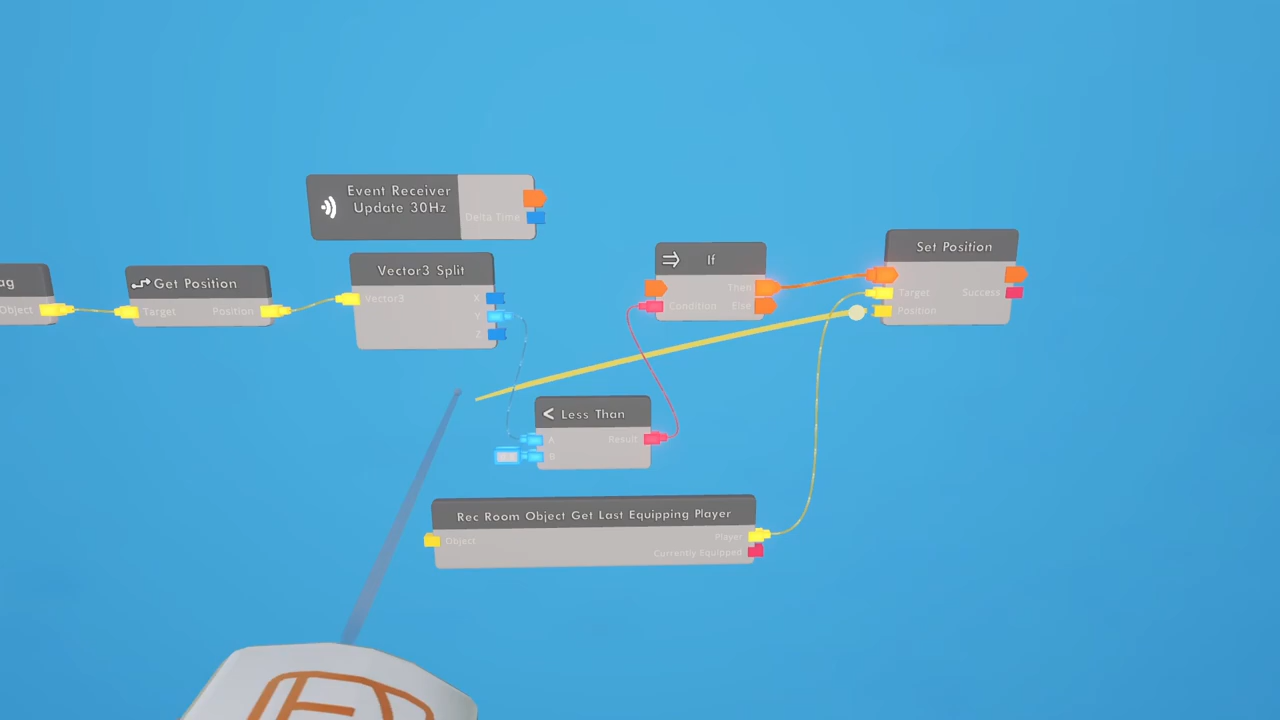 Event Receiver
Update 30Hz
Delta Time
ag
Object
Get Position
Target Position
Vector3 Split
Vector3 X
Y
Z
If
Then
Condition Else
Set Position
Target Success
Position
< Less Than
A Result
B
Rec Room Object Get Last Equipping Player
Object Player
Currently Equipped